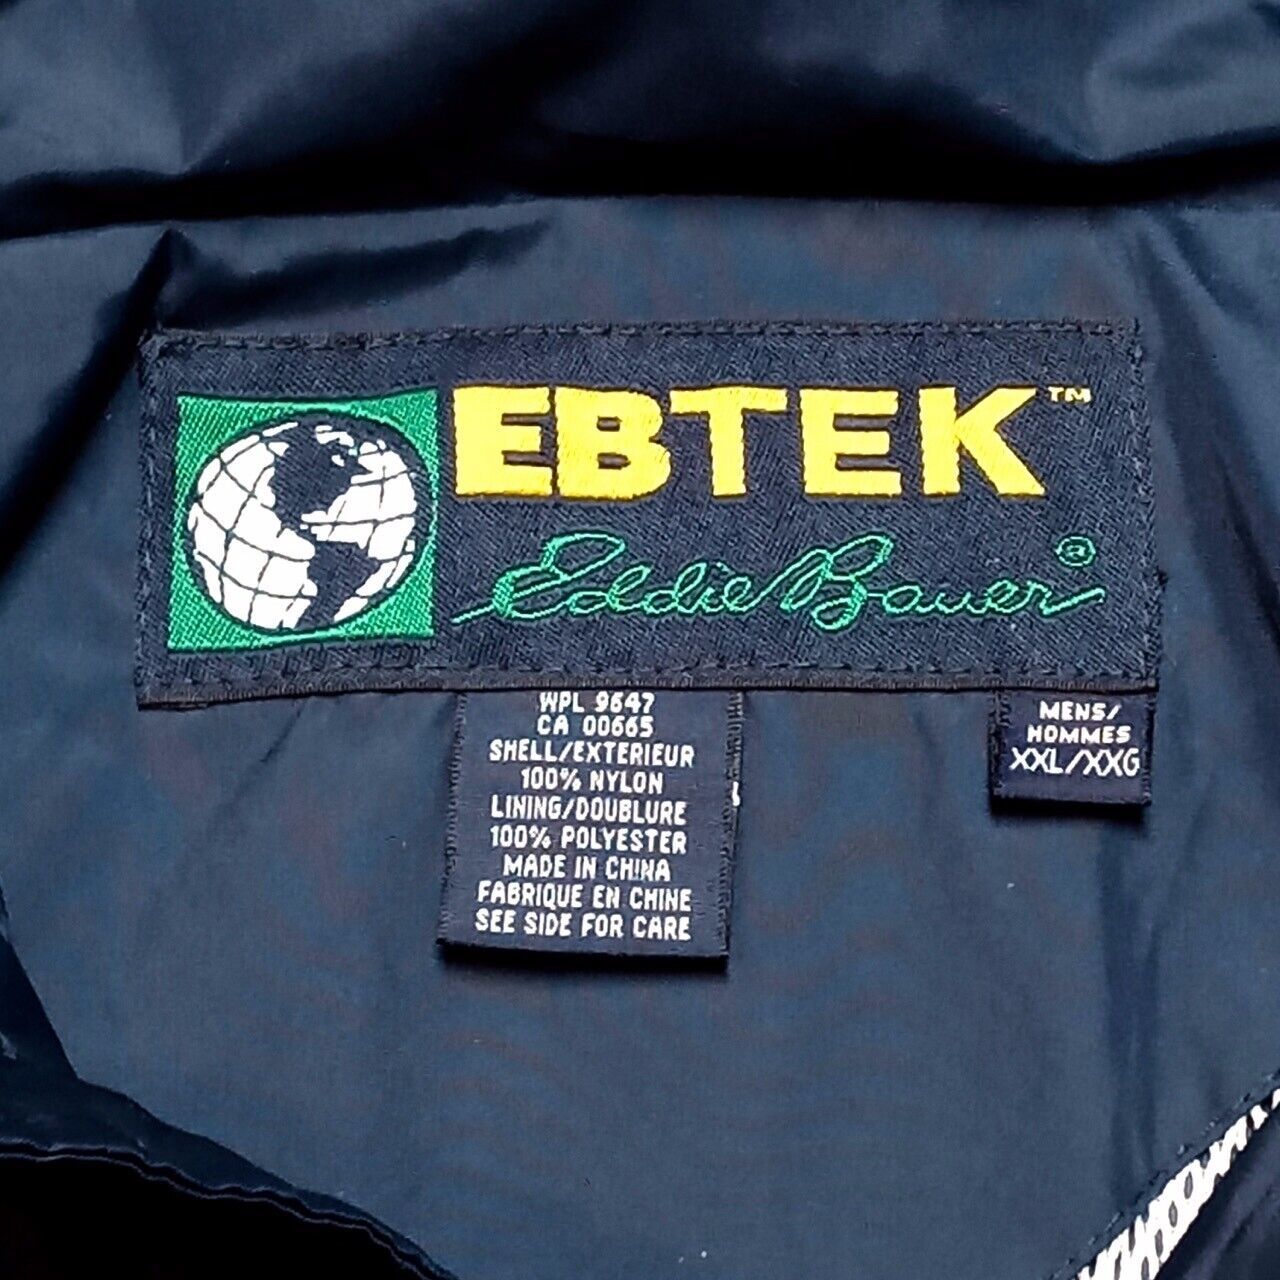 EBTEK™
Eddie Bauer®
WPL 9647
CA 00665
SHELL/EXTERIEUR
100% NYLON
LINING/DOUBLURE
100% POLYESTER
MADE IN CHINA
FABRIQUE EN CHINE
SEE SIDE FOR CARE
MENS/
HOMMES
XXL/XXG